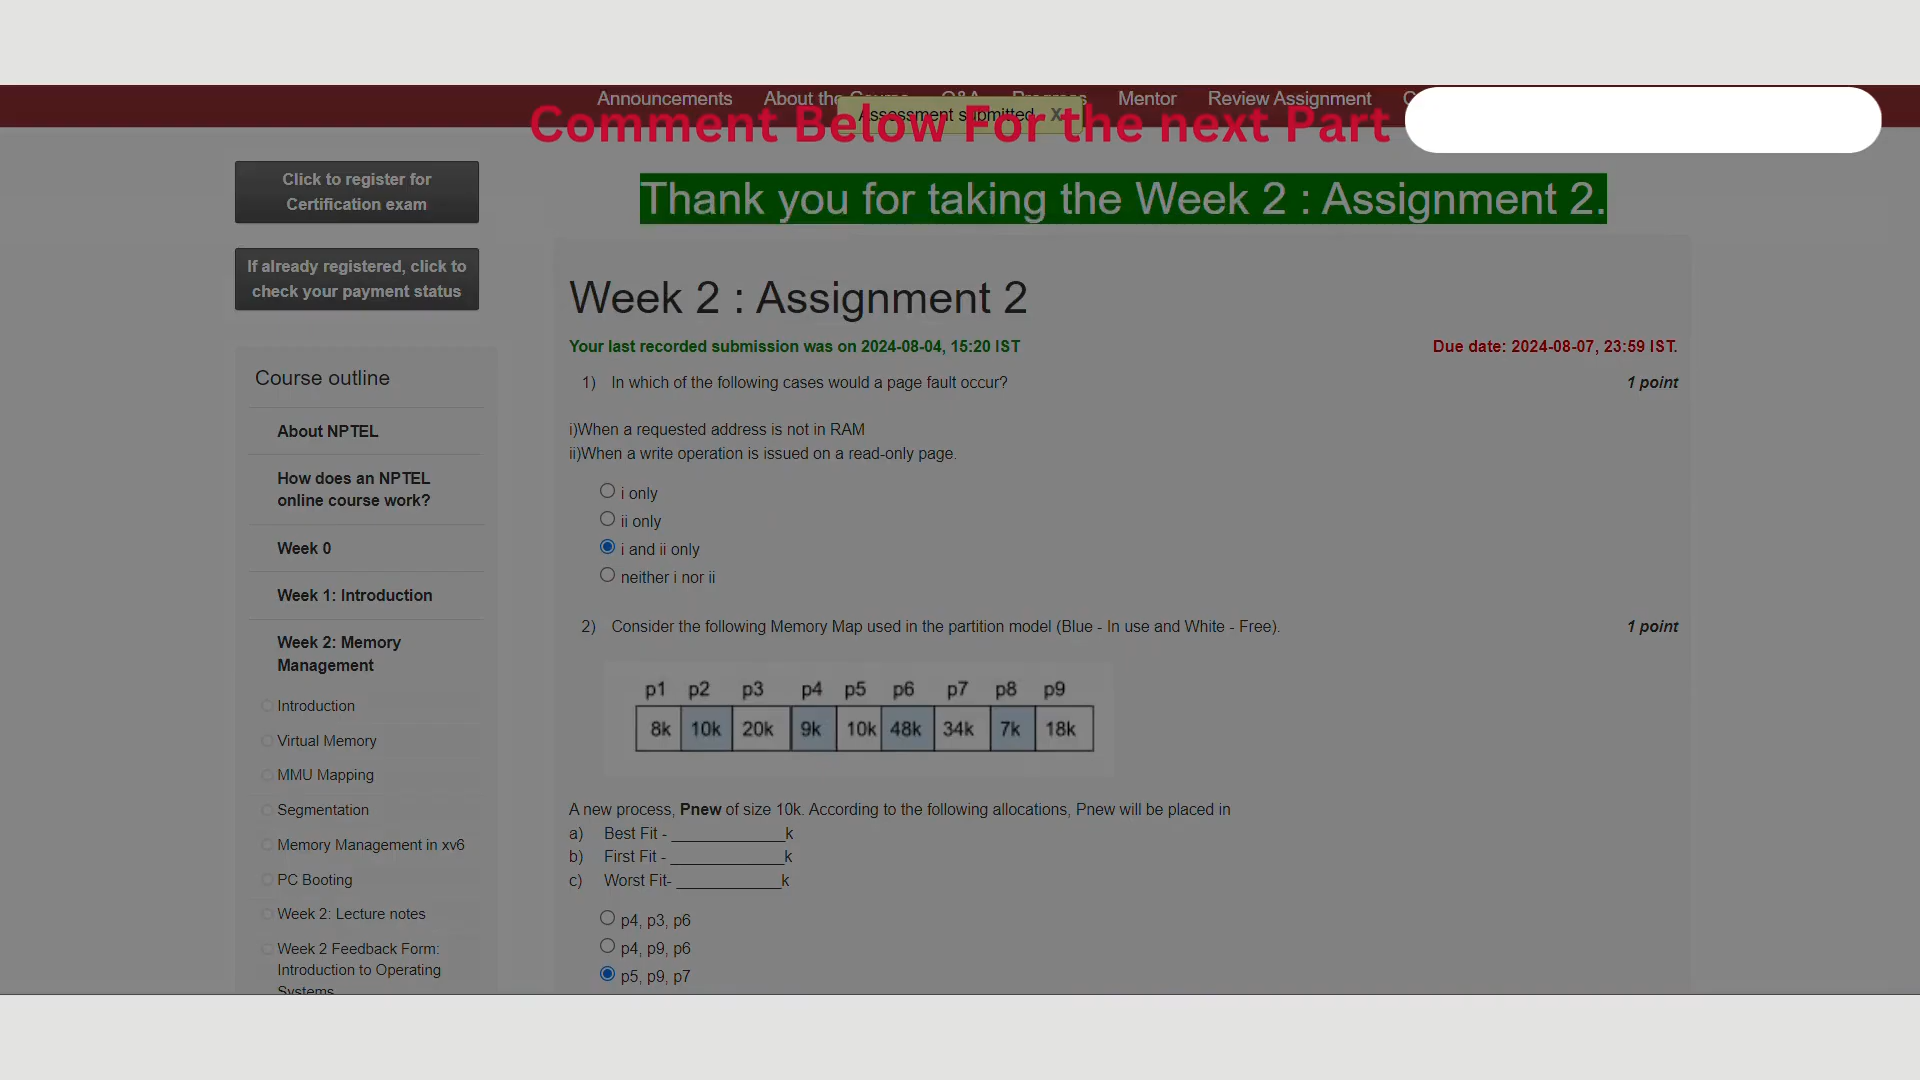 Announcements About the Course Q&A Progress Mentor Review Assignment
Assessment submitted X
Comment Below For the next Part
Click to register for
Certification exam
If already registered, click to
check your payment status
Thank you for taking the Week 2 : Assignment 2.
Week 2 : Assignment 2
Your last recorded submission was on 2024-08-04, 15:20 IST Due date: 2024-08-07, 23:59 IST.
Course outline
About NPTEL
How does an NPTEL
online course work?
Week 0
Week 1: Introduction
Week 2: Memory
Management
Introduction
Virtual Memory
MMU Mapping
Segmentation
Memory Management in xv6
PC Booting
Week 2: Lecture notes
Week 2 Feedback Form:
Introduction to Operating
Systems
1) In which of the following cases would a page fault occur? 1 point
i)When a requested address is not in RAM
ii)When a write operation is issued on a read-only page.
i only
ii only
i and ii only
neither i nor ii
2) Consider the following Memory Map used in the partition model (Blue - In use and White - Free). 1 point
p1 p2 p3 p4 p5 p6 p7 p8 p9
8k 10k 20k 9k 10k 48k 34k 7k 18k
A new process, Pnew of size 10k. According to the following allocations, Pnew will be placed in
a) Best Fit - _____________k
b) First Fit - _____________k
c) Worst Fit- ____________k
p4, p3, p6
p4, p9, p6
p5, p9, p7